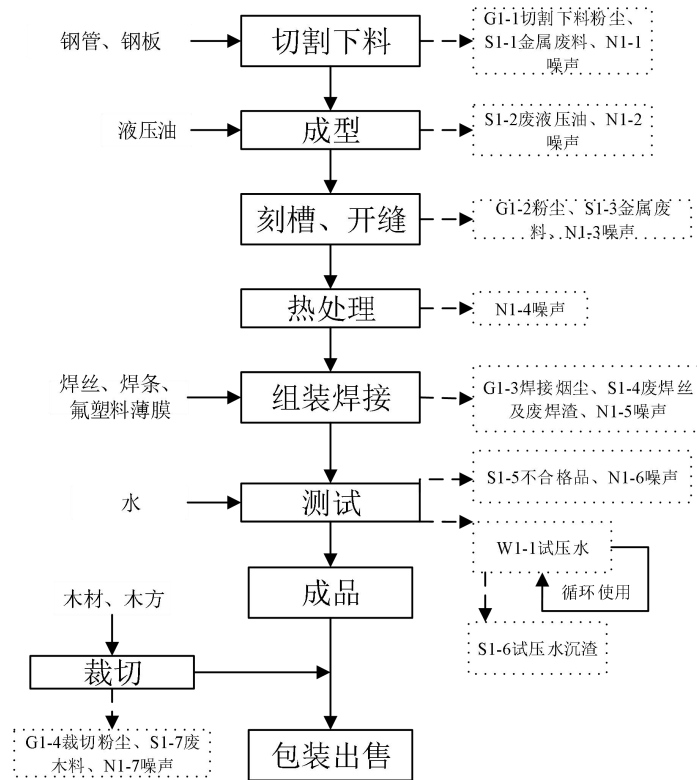 钢管、钢板
切割下料
G1-1切割下料粉尘、
S1-1金属废料、N1-1
噪声
液压油
成型
S1-2废液压油、N1-2
噪声
刻槽、开缝
G1-2粉尘、S1-3金属废
料、N1-3噪声
热处理
N1-4噪声
焊丝、焊条、
氟塑料薄膜
组装焊接
G1-3焊接烟尘、S1-4废焊丝
及废焊渣、N1-5噪声
水
测试
S1-5不合格品、N1-6噪声
W1-1试压水
循环使用
S1-6试压水沉渣
成品
木材、木方
裁切
G1-4裁切粉尘、S1-7废
木料、N1-7噪声
包装出售